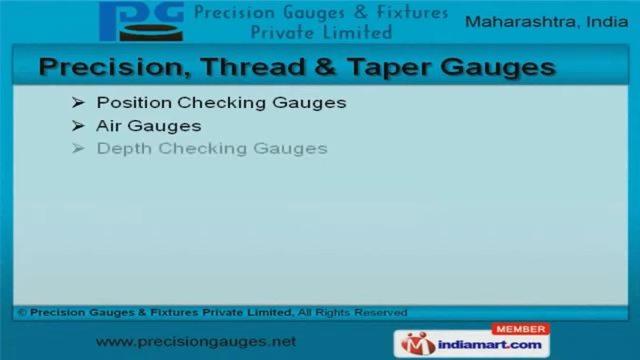 PG
Precision Gauges & Fixtures
Private Limited
Maharashtra, India
Precision, Thread & Taper Gauges
➢ Position Checking Gauges
➢ Air Gauges
➢ Depth Checking Gauges
© Precision Gauges & Fixtures Private Limited, All Rights Reserved
www.precisiongauges.net
MEMBER
indiamart.com